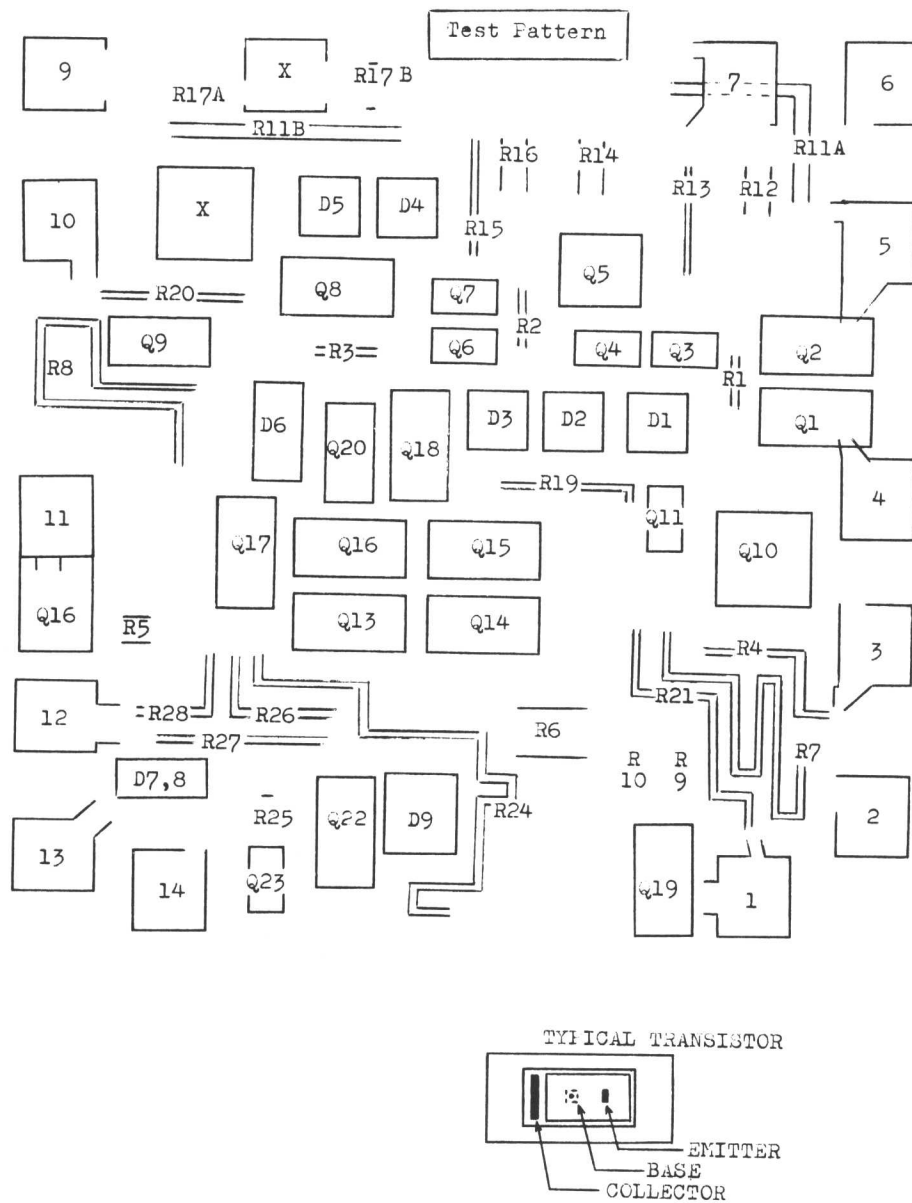 Test Pattern
9
X
R17 B
7
6
R17A
R11B
R16
R14
R11A
R13
R12
10
X
D5
D4
R15
Q5
5
R20
Q8
Q7
R2
Q9
R3
Q6
Q4
Q3
Q2
R8
R1
D6
Q20
Q18
D3
D2
D1
Q1
R19
11
Q17
Q16
Q15
Q11
Q10
4
Q16
R5
Q13
Q14
R4
3
12
R28
R26
R27
R6
R21
R7
D7,8
R
10
R
9
R25
Q22
D9
R24
2
13
14
Q23
Q19
1
TYPICAL TRANSISTOR
EMITTER
BASE
COLLECTOR